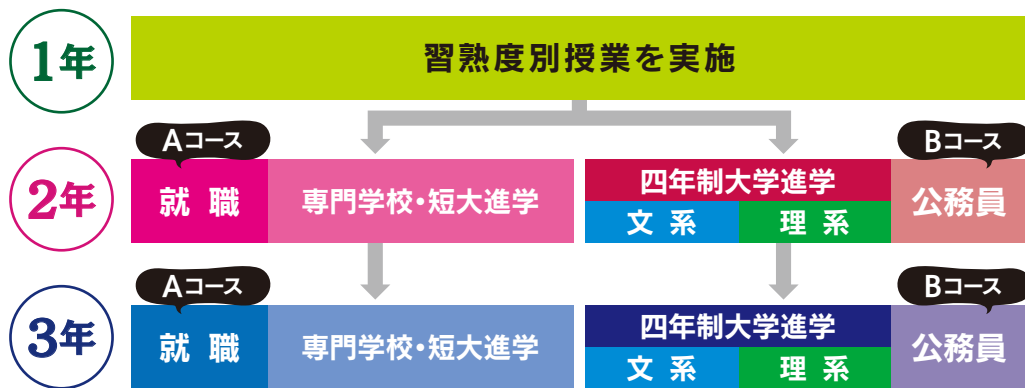 1年
習熟度別授業を実施
Aコース
Bコース
2年
就職
専門学校・短大進学
四年制大学進学
文系
理系
公務員
Aコース
Bコース
3年
就職
専門学校・短大進学
四年制大学進学
文系
理系
公務員